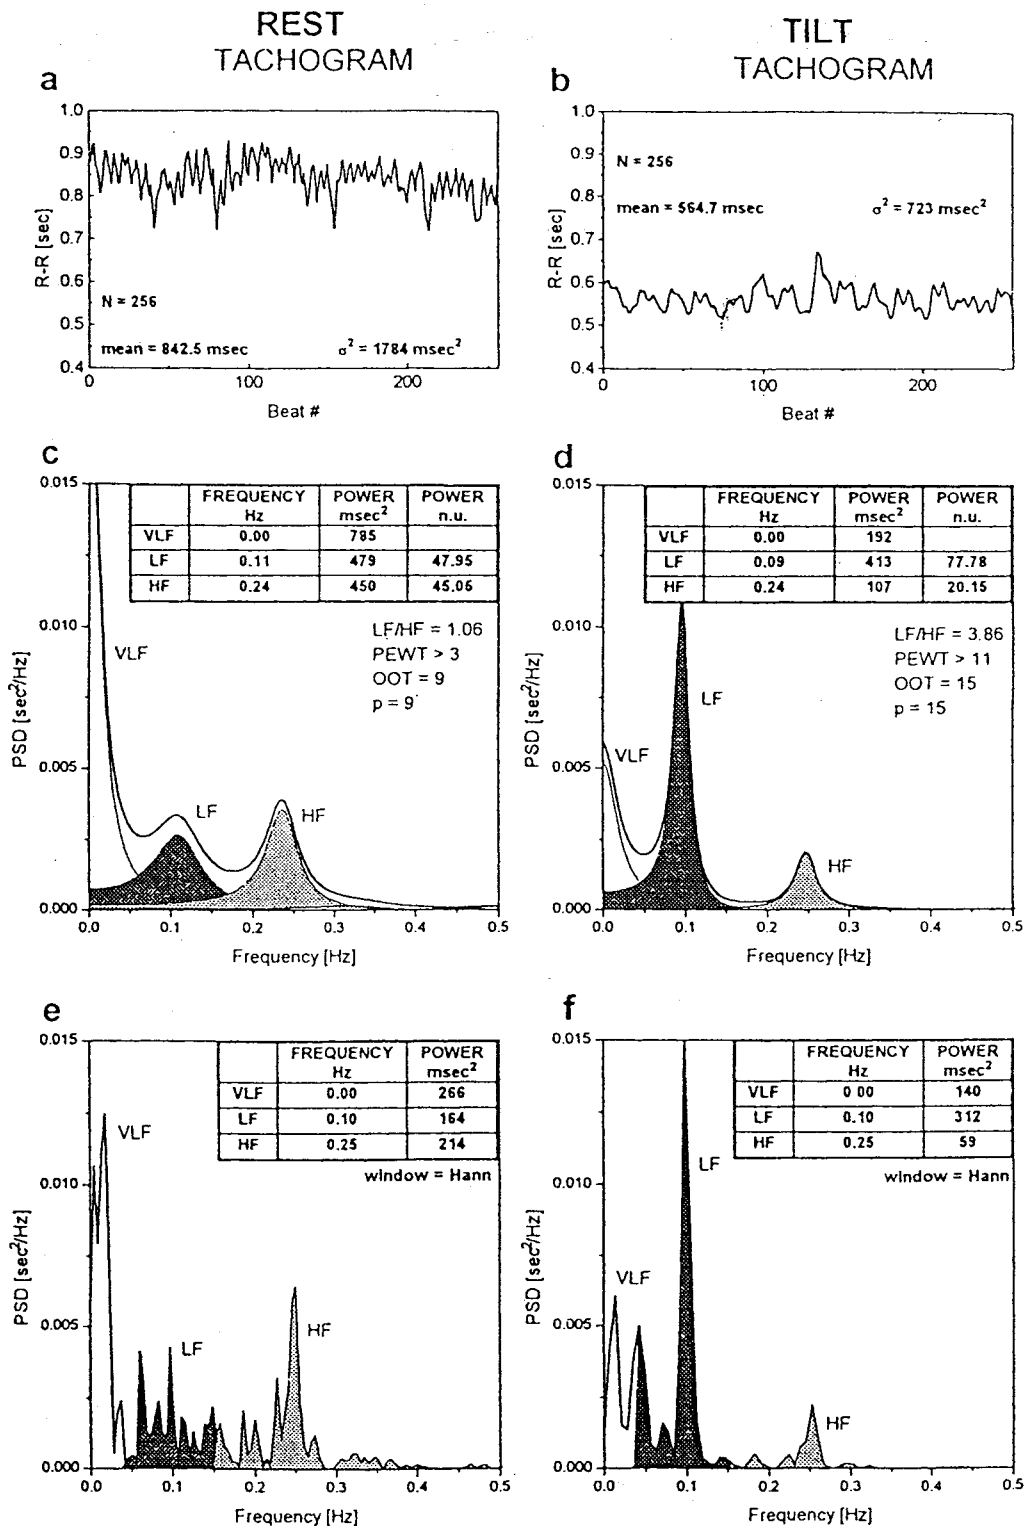 REST
TACHOGRAM
TILT
TACHOGRAM
a
1.0
0.9
0.8
0.7
0.6
0.5
0.4
R-R [sec]
N = 256
mean = 842.5 msec
σ² = 1784 msec²
0
100
200
Beat #
b
1.0
0.9
0.8
0.7
0.6
0.5
0.4
R-R [sec]
N = 256
mean = 564.7 msec
σ² = 723 msec²
0
100
200
Beat #
c
0.015
0.010
0.005
0.000
PSD [sec²/Hz]
FREQUENCY Hz POWER msec² POWER n.u.
VLF 0.00 785
LF 0.11 479 47.95
HF 0.24 450 45.05
LF/HF = 1.06
PEWT > 3
OOT = 9
p = 9
VLF
LF
HF
0.0 0.1 0.2 0.3 0.4 0.5
Frequency [Hz]
d
0.015
0.010
0.005
0.000
PSD [sec²/Hz]
FREQUENCY Hz POWER msec² POWER n.u.
VLF 0.00 192
LF 0.09 413 77.78
HF 0.24 107 20.15
LF/HF = 3.86
PEWT > 11
OOT = 15
p = 15
LF
VLF
HF
0.0 0.1 0.2 0.3 0.4 0.5
Frequency [Hz]
e
0.015
0.010
0.005
0.000
PSD [sec²/Hz]
FREQUENCY Hz POWER msec²
VLF 0.00 266
LF 0.10 164
HF 0.25 214
window = Hann
VLF
LF
HF
0.0 0.1 0.2 0.3 0.4 0.5
Frequency [Hz]
f
0.015
0.010
0.005
0.000
PSD [sec²/Hz]
FREQUENCY Hz POWER msec²
VLF 0 00 140
LF 0.10 312
HF 0.25 59
window = Hann
LF
VLF
HF
0.0 0.1 0.2 0.3 0.4 0.5
Frequency [Hz]